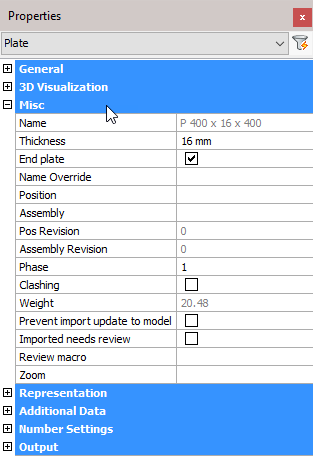 Properties
Plate
General
3D Visualization
Misc
Name P 400 x 16 x 400
Thickness 16 mm
End plate
Name Override
Position
Assembly
Pos Revision 0
Assembly Revision 0
Phase 1
Clashing
Weight 20.48
Prevent import update to model
Imported needs review
Review macro
Zoom
Representation
Additional Data
Number Settings
Output